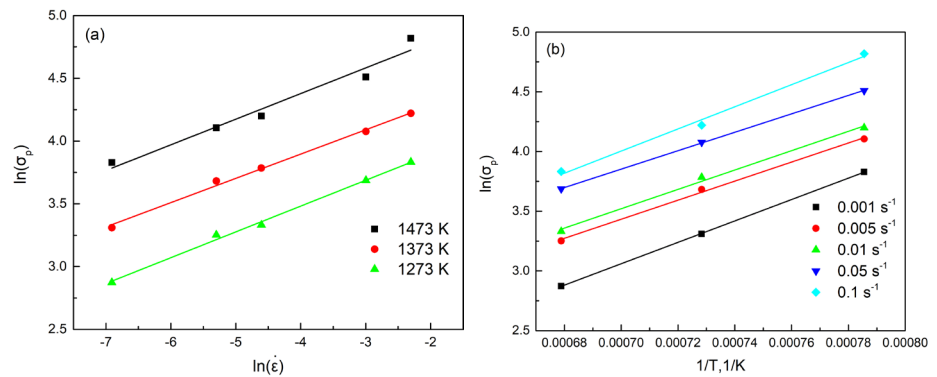 (a)
ln(σp)
5.0
4.5
4.0
3.5
3.0
2.5
-7
-6
-5
-4
-3
-2
ln(ε̇)
1473 K
1373 K
1273 K
(b)
ln(σp)
5.0
4.5
4.0
3.5
3.0
2.5
0.00068
0.00070
0.00072
0.00074
0.00076
0.00078
0.00080
1/T,1/K
0.001 s⁻¹
0.005 s⁻¹
0.01 s⁻¹
0.05 s⁻¹
0.1 s⁻¹